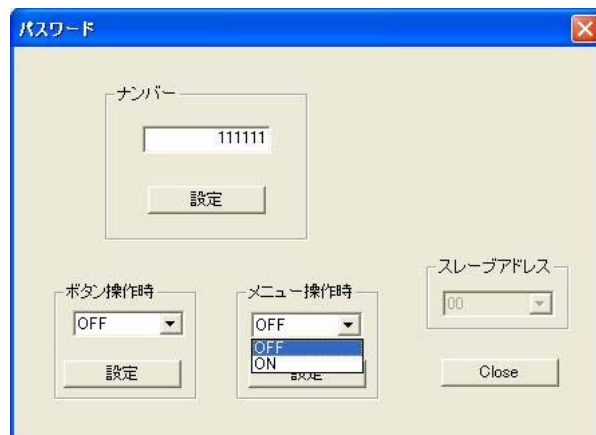 パスワード
ナンバー
111111
設定
ボタン操作時
OFF
設定
メニュー操作時
OFF
OFF
ON
設定
スレーブアドレス
00
Close